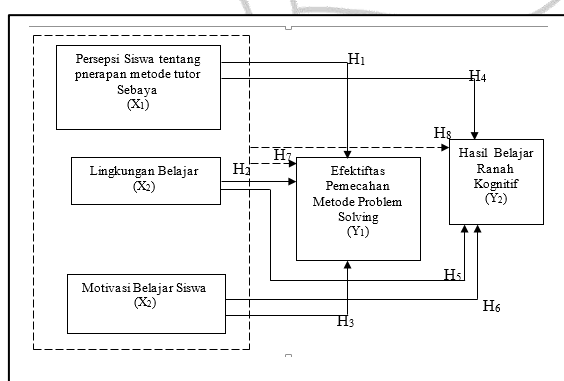 Persepsi Siswa tentang
pnerapan metode tutor
Sebaya
(X1)
H1
H4
H8
Hasil Belajar
Ranah
Kognitif
(Y2)
H7
H2
Lingkungan Belajar
(X2)
Efektiftas
Pemecahan
Metode Problem
Solving
(Y1)
H5
Motivasi Belajar Siswa
(X2)
H6
H3